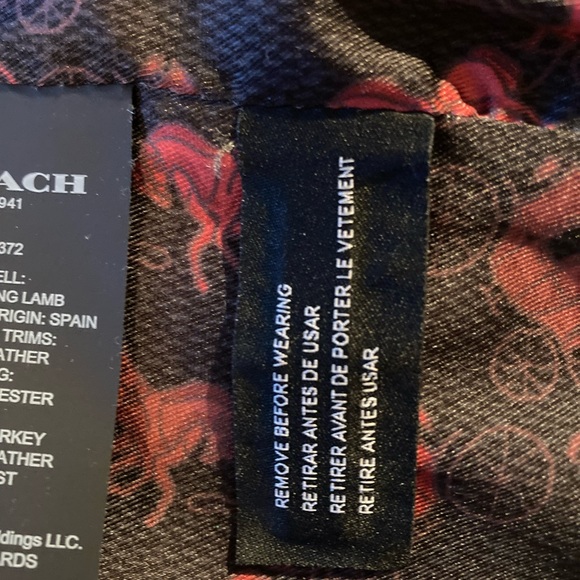 ACH
941
372
ELL:
NG LAMB
RIGIN: SPAIN
TRIMS:
ATHER
G:
ESTER
RKEY
ATHER
ST
dings LLC.
RDS
REMOVE BEFORE WEARING
RETIRAR ANTES DE USAR
RETIRER AVANT DE PORTER LE VETEMENT
RETIRE ANTES USAR